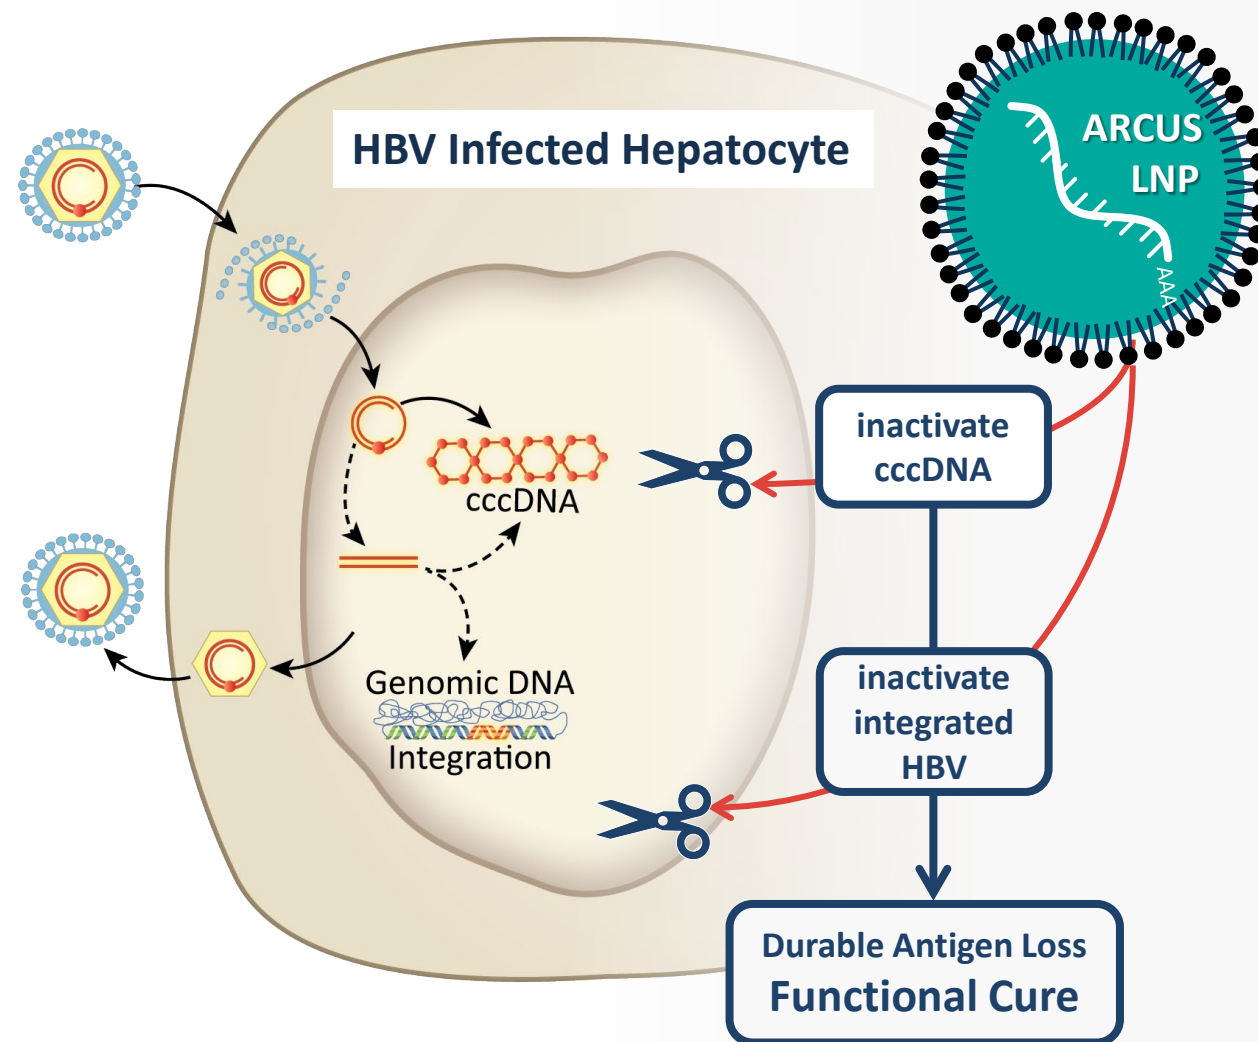 HBV Infected Hepatocyte
ARCUS
LNP
AAA
inactivate
cccDNA
cccDNA
inactivate
integrated
HBV
Genomic DNA
Integration
Durable Antigen Loss
Functional Cure